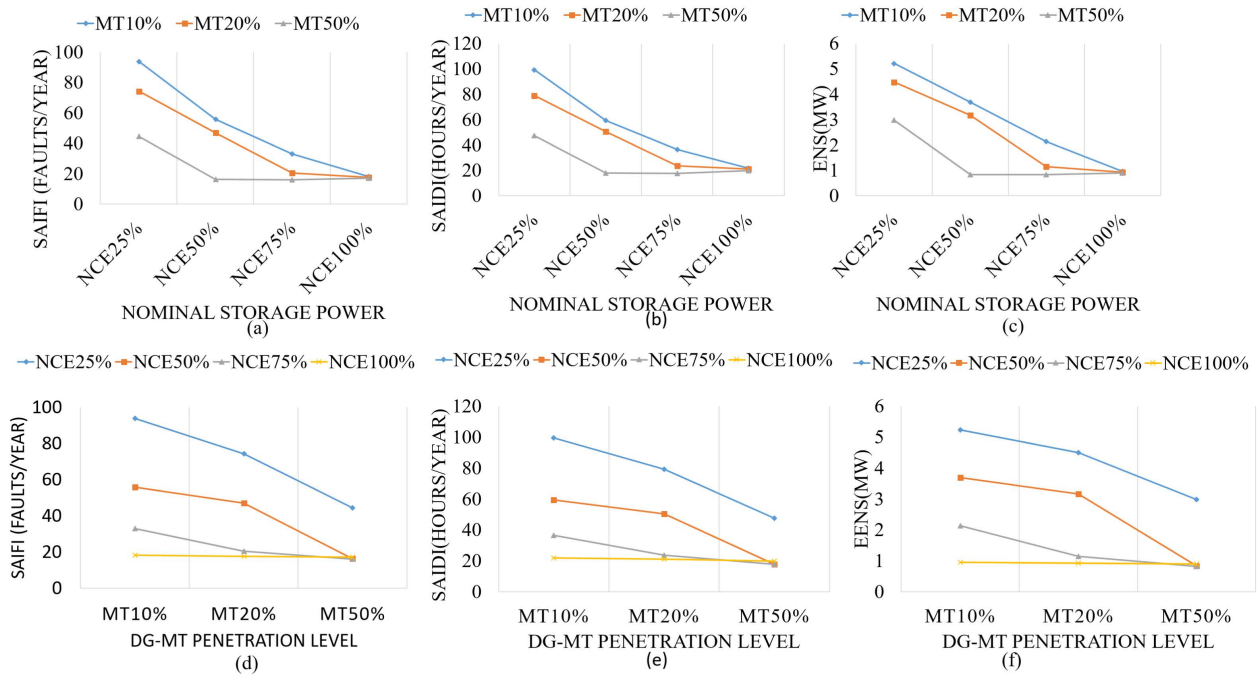 MT10% MT20% MT50%
SAIFI (FAULTS/YEAR)
100
80
60
40
20
0
NCE25% NCE50% NCE75% NCE100%
NOMINAL STORAGE POWER
(a)
MT10% MT20% MT50%
SAIDI(HOURS/YEAR)
120
100
80
60
40
20
0
NCE25% NCE50% NCE75% NCE100%
NOMINAL STORAGE POWER
(b)
MT10% MT20% MT50%
ENS(MW)
6
5
4
3
2
1
0
NCE25% NCE50% NCE75% NCE100%
NOMINAL STORAGE POWER
(c)
NCE25% NCE50% NCE75% NCE100%
SAIFI (FAULTS/YEAR)
100
80
60
40
20
0
MT10% MT20% MT50%
DG-MT PENETRATION LEVEL
(d)
NCE25% NCE50% NCE75% NCE100%
SAIDI(HOURS/YEAR)
120
100
80
60
40
20
0
MT10% MT20% MT50%
DG-MT PENETRATION LEVEL
(e)
NCE25% NCE50% NCE75% NCE100%
EENS(MW)
6
5
4
3
2
1
0
MT10% MT20% MT50%
DG-MT PENETRATION LEVEL
(f)